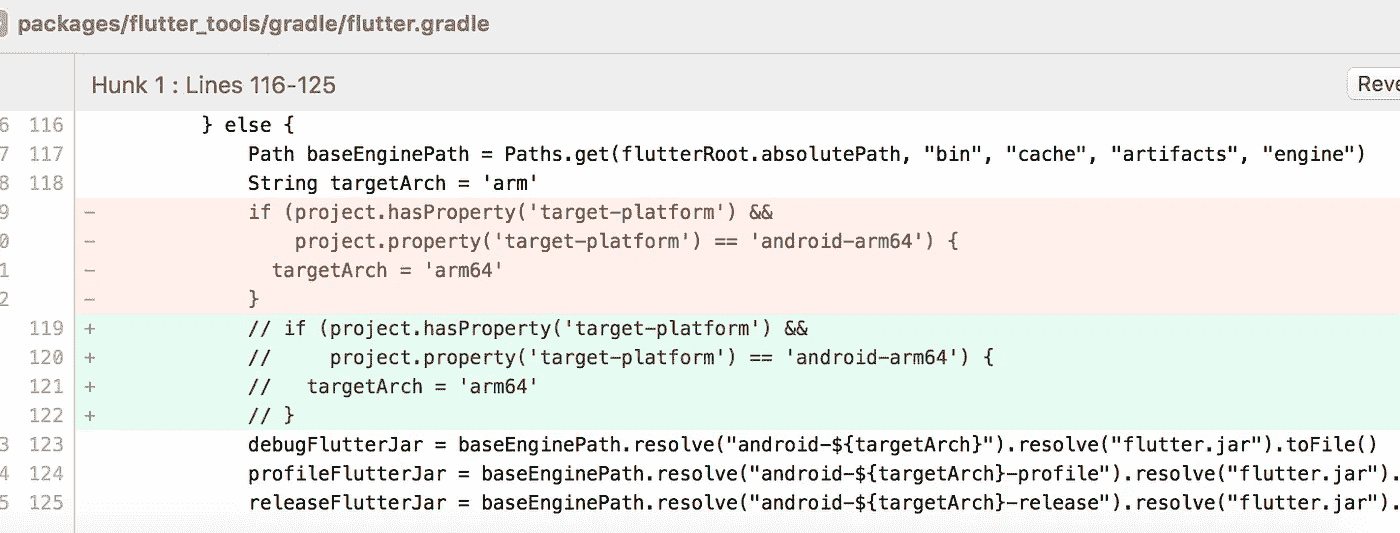 packages/flutter_tools/gradle/flutter.gradle
Hunk 1 : Lines 116-125
Reve
6 116 } else {
7 117 Path baseEnginePath = Paths.get(flutterRoot.absolutePath, "bin", "cache", "artifacts", "engine")
8 118 String targetArch = 'arm'
9 - if (project.hasProperty('target-platform') &&
0 - project.property('target-platform') == 'android-arm64') {
1 - targetArch = 'arm64'
2 - }
119 + // if (project.hasProperty('target-platform') &&
120 + // project.property('target-platform') == 'android-arm64') {
121 + // targetArch = 'arm64'
122 + // }
3 123 debugFlutterJar = baseEnginePath.resolve("android-${targetArch}").resolve("flutter.jar").toFile()
4 124 profileFlutterJar = baseEnginePath.resolve("android-${targetArch}-profile").resolve("flutter.jar").
5 125 releaseFlutterJar = baseEnginePath.resolve("android-${targetArch}-release").resolve("flutter.jar").